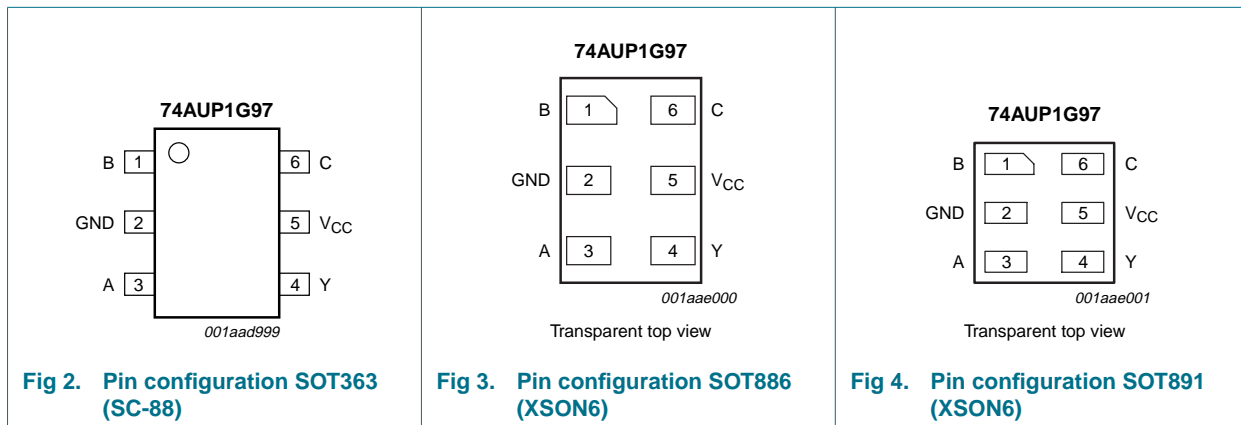 74AUP1G97
B 1 6 C
GND 2 5 VCC
A 3 4 Y
001aad999
Fig 2. Pin configuration SOT363
(SC-88)
74AUP1G97
B 1 6 C
GND 2 5 VCC
A 3 4 Y
001aae000
Transparent top view
Fig 3. Pin configuration SOT886
(XSON6)
74AUP1G97
B 1 6 C
GND 2 5 VCC
A 3 4 Y
001aae001
Transparent top view
Fig 4. Pin configuration SOT891
(XSON6)